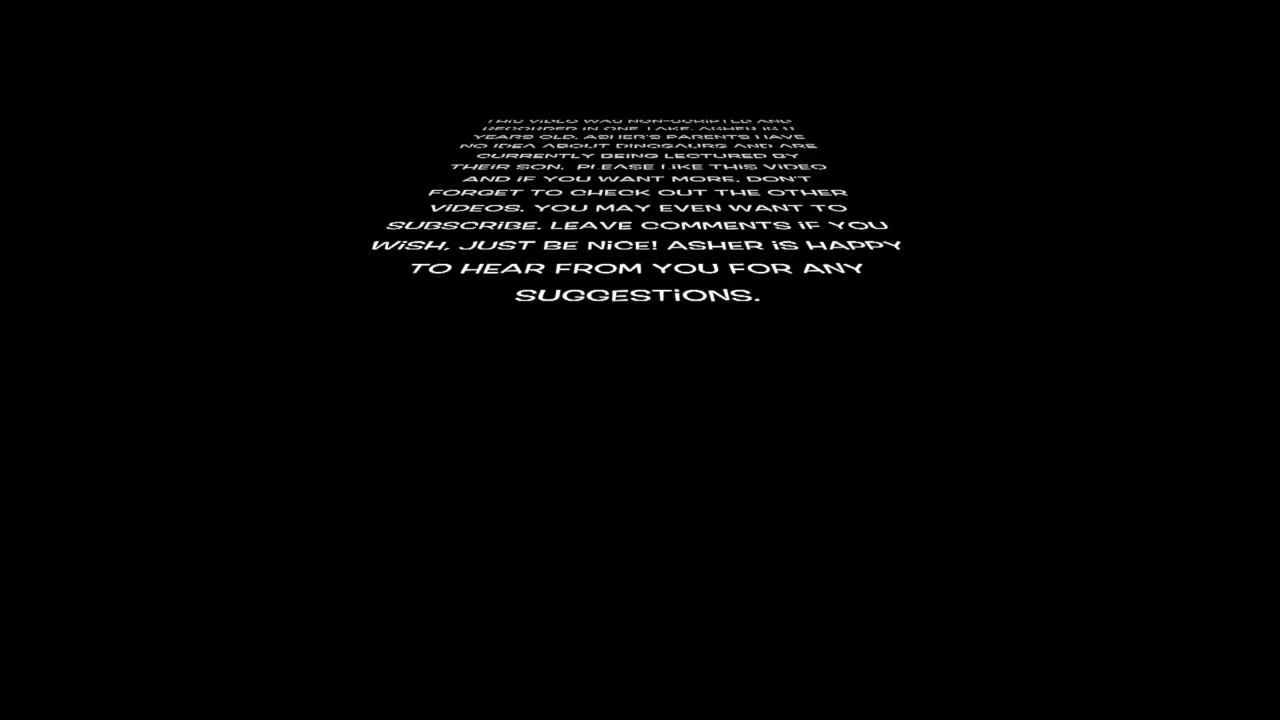 THIS VIDEO WAS NON-SCRIPTED AND
RECORDED IN ONE TAKE. ASHER IS 11
YEARS OLD. ASHER'S PARENTS HAVE
NO IDEA ABOUT DINOSAURS AND ARE
CURRENTLY BEING LECTURED BY
THEiR SON. PLEASE LiKE THiS ViDEO
AND iF YOU WANT MORE, DON'T
FORGET TO CHECK OUT THE OTHER
ViDEOS. YOU MAY EVEN WANT TO
SUBSCRiBE. LEAVE COMMENTS iF YOU
WiSH, JUST BE NiCE! ASHER iS HAPPY
TO HEAR FROM YOU FOR ANY
SUGGESTiONS.